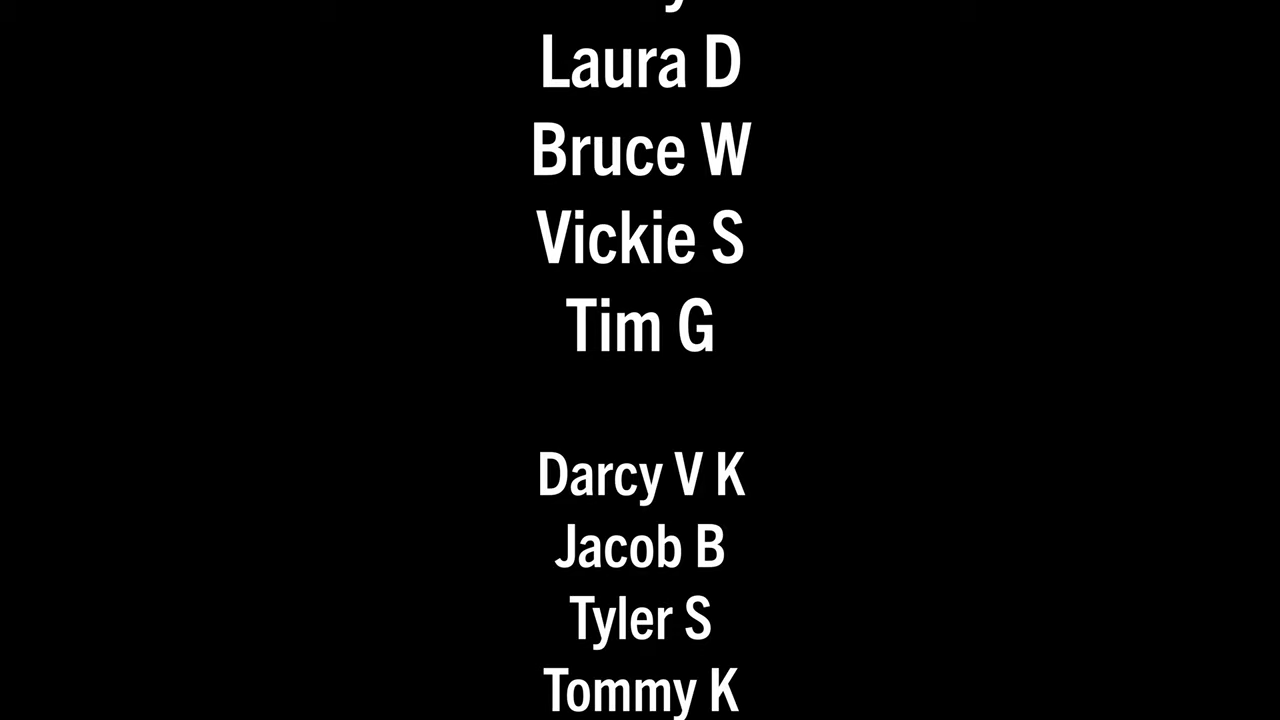 Laura D
Bruce W
Vickie S
Tim G
Darcy V K
Jacob B
Tyler S
Tommy K